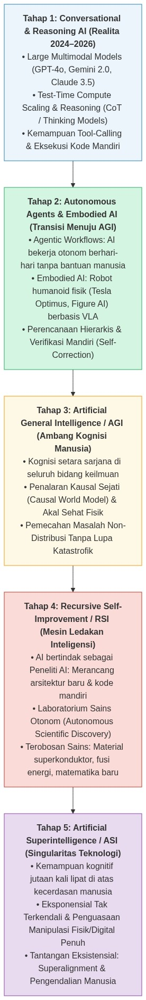 Tahap 1: Conversational
& Reasoning AI (Realita
2024–2026)
• Large Multimodal Models
(GPT-4o, Gemini 2.0,
Claude 3.5)
• Test-Time Compute
Scaling & Reasoning (CoT
/ Thinking Models)
• Kemampuan Tool-Calling
& Eksekusi Kode Mandiri
Tahap 2: Autonomous
Agents & Embodied AI
(Transisi Menuju AGI)
• Agentic Workflows: AI
bekerja otonom berhari-
hari tanpa bantuan manusia
• Embodied AI: Robot
humanoid fisik (Tesla
Optimus, Figure AI)
berbasis VLA
• Perencanaan Hierarkis &
Verifikasi Mandiri (Self-
Correction)
Tahap 3: Artificial
General Intelligence / AGI
(Ambang Kognisi
Manusia)
• Kognisi setara sarjana di
seluruh bidang keilmuan
• Penalaran Kausal Sejati
(Causal World Model) &
Akal Sehat Fisik
• Pemecahan Masalah Non-
Distribusi Tanpa Lupa
Katastrofik
Tahap 4: Recursive Self-
Improvement / RSI
(Mesin Ledakan
Inteligensi)
• AI bertindak sebagai
Peneliti AI: Merancang
arsitektur baru & kode
mandiri
• Laboratorium Sains
Otonom (Autonomous
Scientific Discovery)
• Terobosan Sains: Material
superkonduktor, fusi
energi, matematika baru
Tahap 5: Artificial
Superintelligence / ASI
(Singularitas Teknologi)
• Kemampuan kognitif
jutaan kali lipat di atas
kecerdasan manusia
• Eksponensial Tak
Terkendali & Penguasaan
Manipulasi Fisik/Digital
Penuh
• Tantangan Eksistensial:
Superalignment &
Pengendalian Manusia